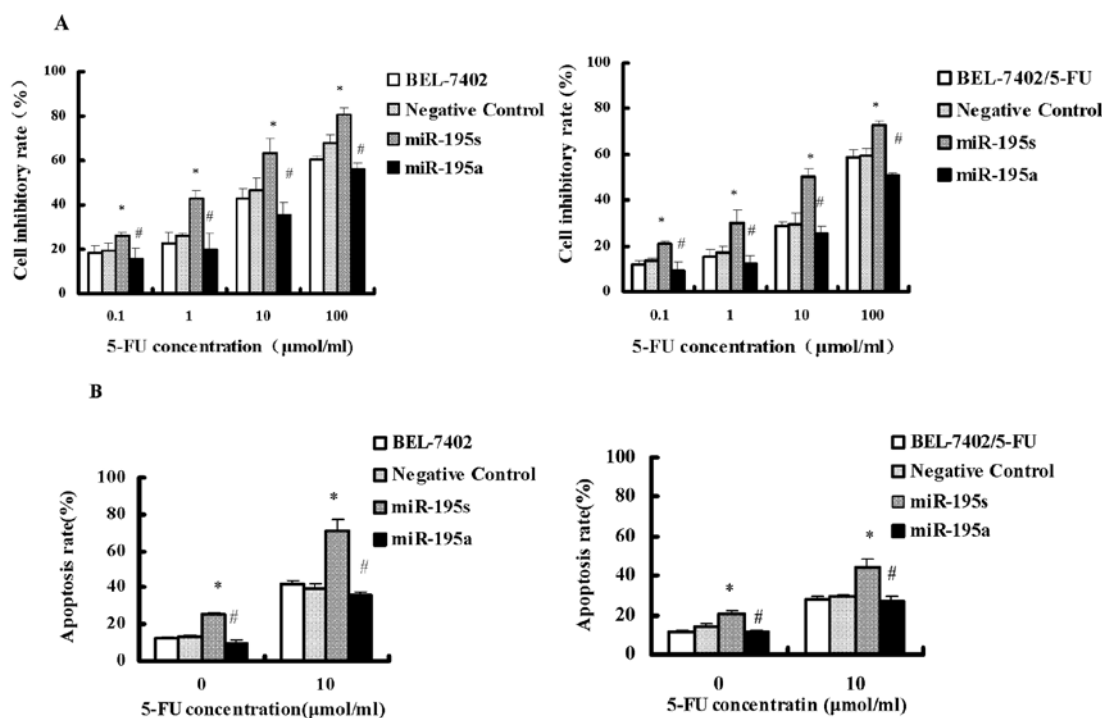 A
Cell inhibitory rate (%)
100
80
60
40
20
0
*
#
*
#
*
#
*
#
0.1 1 10 100
5-FU concentration (μmol/ml)
BEL-7402
Negative Control
miR-195s
miR-195a
Cell inhibiory rate (%)
100
80
60
40
20
0
*
#
*
#
*
#
*
#
0.1 1 10 100
5-FU concentration (μmol/ml)
BEL-7402/5-FU
Negative Control
miR-195s
miR-195a
B
Apoptosis rate(%)
100
80
60
40
20
0
*
#
*
#
0 10
5-FU concentration(μmol/ml)
BEL-7402
Negative Control
miR-195s
miR-195a
Apoptosis rate(%)
100
80
60
40
20
0
*
#
*
#
0 10
5-FU concentratin (μmol/ml)
BEL-7402/5-FU
Negative Control
miR-195s
miR-195a